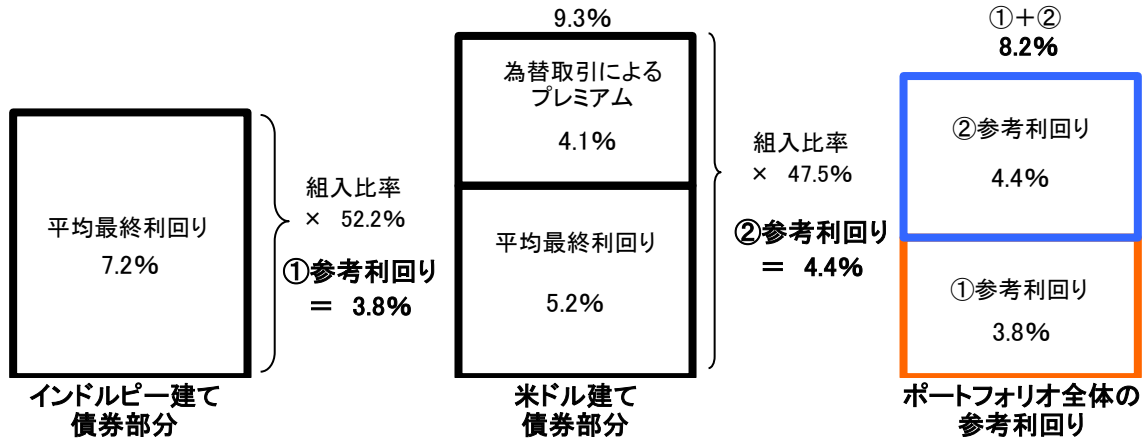 平均最終利回り
7.2%
組入比率
× 52.2%
①参考利回り
= 3.8%
インドルピー建て
債券部分
9.3%
為替取引による
プレミアム
4.1%
平均最終利回り
5.2%
組入比率
× 47.5%
②参考利回り
= 4.4%
米ドル建て
債券部分
①+②
8.2%
②参考利回り
4.4%
①参考利回り
3.8%
ポートフォリオ全体の
参考利回り